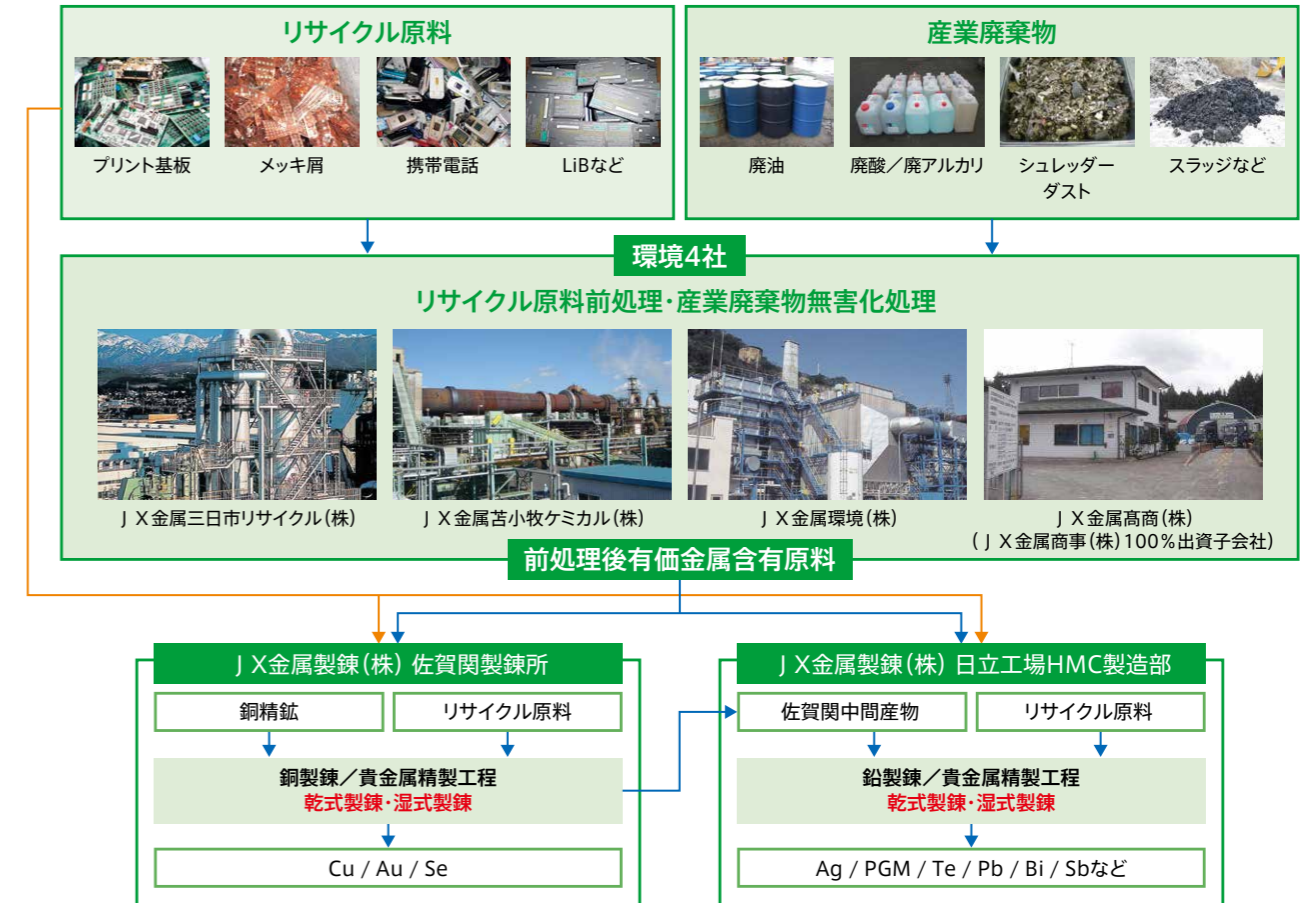 リサイクル原料
プリント基板
メッキ屑
携帯電話
LiBなど
産業廃棄物
廃油
廃酸／廃アルカリ
シュレッダー
ダスト
スラッジなど
環境4社
リサイクル原料前処理・産業廃棄物無害化処理
ＪＸ金属三日市リサイクル（株）
ＪＸ金属苫小牧ケミカル（株）
ＪＸ金属環境（株）
ＪＸ金属髙商（株）
（ＪＸ金属商事（株）100％出資子会社）
前処理後有価金属含有原料
ＪＸ金属製錬（株） 佐賀関製錬所
銅精鉱
リサイクル原料
銅製錬／貴金属精製工程
乾式製錬・湿式製錬
Cu / Au / Se
ＪＸ金属製錬（株） 日立工場HMC製造部
佐賀関中間産物
リサイクル原料
鉛製錬／貴金属精製工程
乾式製錬・湿式製錬
Ag / PGM / Te / Pb / Bi / Sbなど